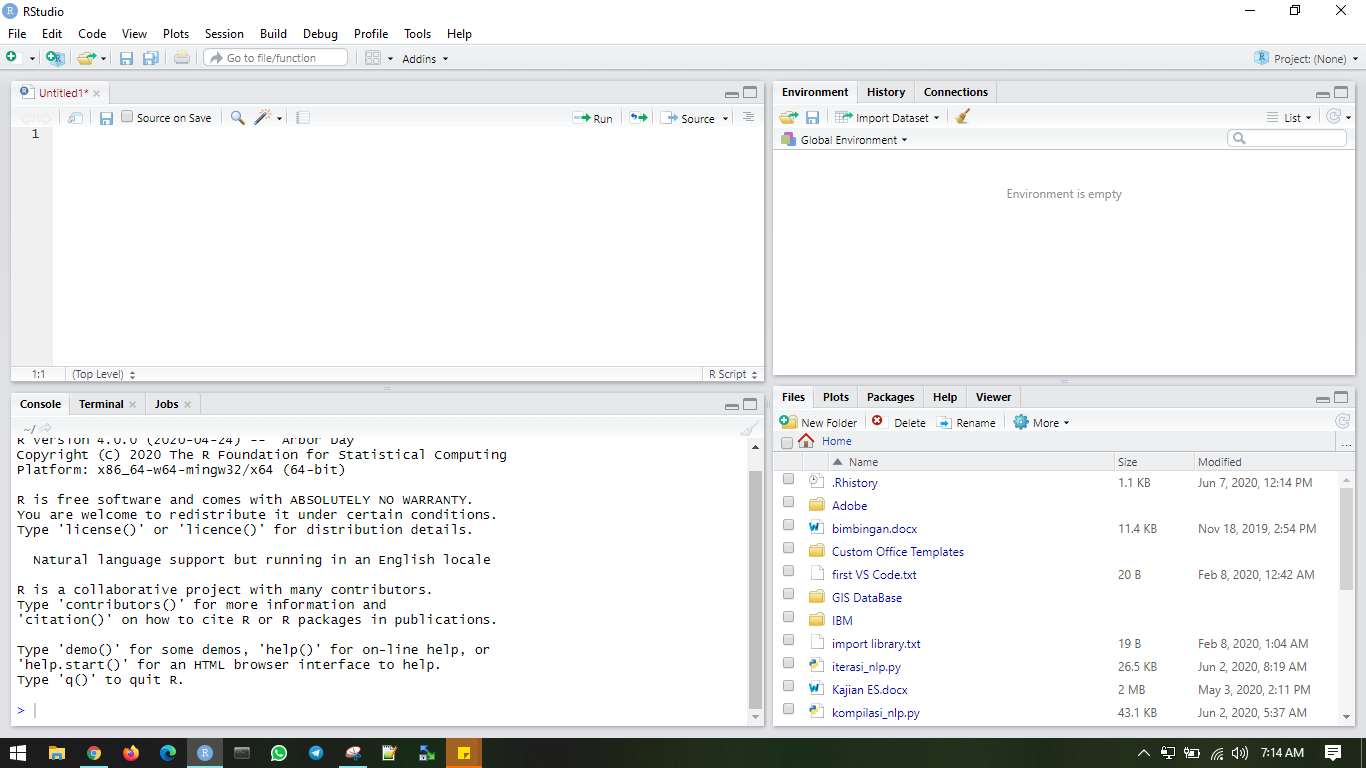 RStudio
File Edit Code View Plots Session Build Debug Profile Tools Help
Go to file/function Addins Project: (None)
Untitled1*
Source on Save Run Source
1
1:1 (Top Level) R Script
Console Terminal Jobs
~/
R version 4.0.0 (2020-04-24) -- "Arbor Day"
Copyright (C) 2020 The R Foundation for Statistical Computing
Platform: x86_64-w64-mingw32/x64 (64-bit)
R is free software and comes with ABSOLUTELY NO WARRANTY.
You are welcome to redistribute it under certain conditions.
Type 'license()' or 'licence()' for distribution details.
Natural language support but running in an English locale
R is a collaborative project with many contributors.
Type 'contributors()' for more information and
'citation()' on how to cite R or R packages in publications.
Type 'demo()' for some demos, 'help()' for on-line help, or
'help.start()' for an HTML browser interface to help.
Type 'q()' to quit R.
>
Environment History Connections
Import Dataset List
Global Environment
Environment is empty
Files Plots Packages Help Viewer
New Folder Delete Rename More
Home ...
Name Size Modified
.Rhistory 1.1 KB Jun 7, 2020, 12:14 PM
Adobe
bimbingan.docx 11.4 KB Nov 18, 2019, 2:54 PM
Custom Office Templates
first VS Code.txt 20 B Feb 8, 2020, 12:42 AM
GIS DataBase
IBM
import library.txt 19 B Feb 8, 2020, 1:04 AM
iterasi_nlp.py 26.5 KB Jun 2, 2020, 8:19 AM
Kajian ES.docx 2 MB May 3, 2020, 2:11 PM
kompilasi_nlp.py 43.1 KB Jun 2, 2020, 5:37 AM
7:14 AM